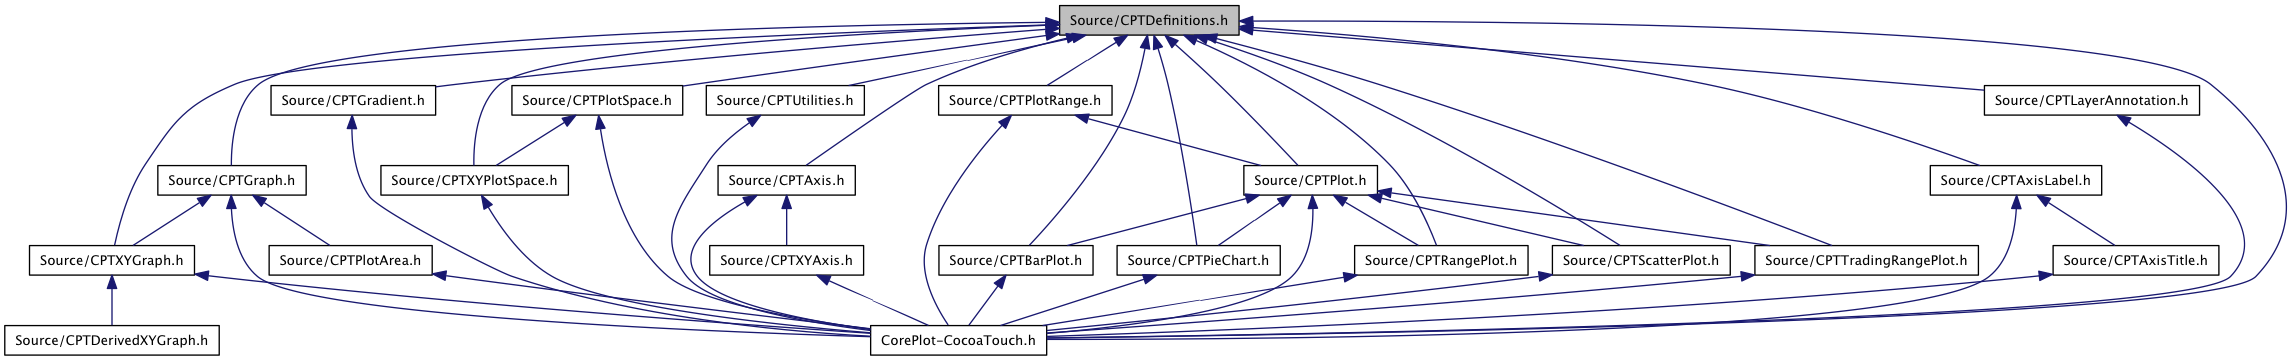 Source/CPTDefinitions.h
Source/CPTGradient.h
Source/CPTPlotSpace.h
Source/CPTUtilities.h
Source/CPTPlotRange.h
Source/CPTLayerAnnotation.h
Source/CPTGraph.h
Source/CPTXYPlotSpace.h
Source/CPTAxis.h
Source/CPTPlot.h
Source/CPTAxisLabel.h
Source/CPTXYGraph.h
Source/CPTPlotArea.h
Source/CPTXYAxis.h
Source/CPTBarPlot.h
Source/CPTPieChart.h
Source/CPTRangePlot.h
Source/CPTScatterPlot.h
Source/CPTTradingRangePlot.h
Source/CPTAxisTitle.h
Source/CPTDerivedXYGraph.h
CorePlot-CocoaTouch.h